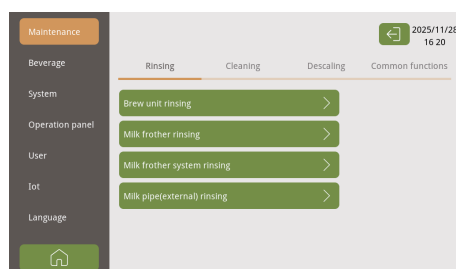 Maintenance
Beverage
System
Operation panel
User
Iot
Language
2025/11/28
16 20
Rinsing
Cleaning
Descaling
Common functions
Brew unit rinsing
Milk frother rinsing
Milk frother system rinsing
Milk pipe(external) rinsing